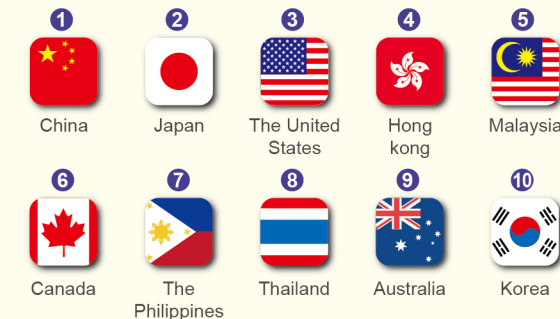 1 2 3 4 5
China Japan The United Hong Malaysia
States kong
6 7 8 9 10
Canada The Thailand Australia Korea
Philippines